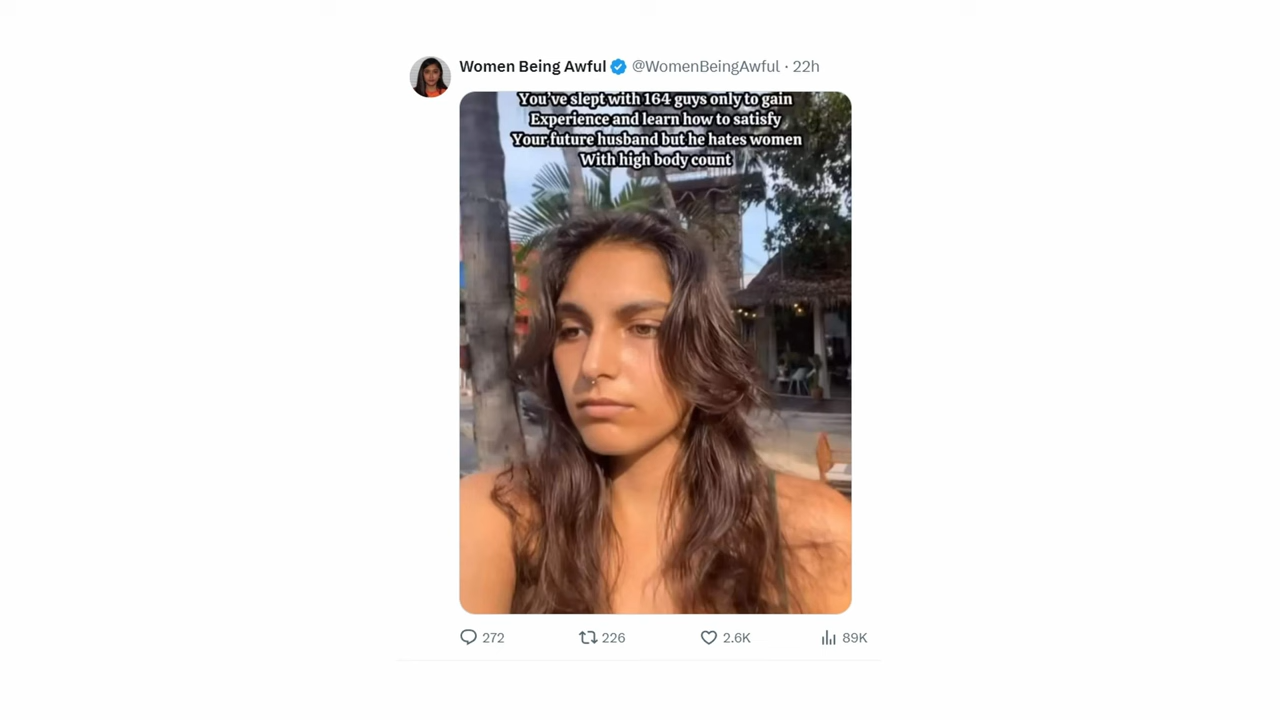 Women Being Awful @WomenBeingAwful · 22h
You've slept with 164 guys only to gain
Experience and learn how to satisfy
Your future husband but he hates women
With high body count
272 226 2.6K 89K